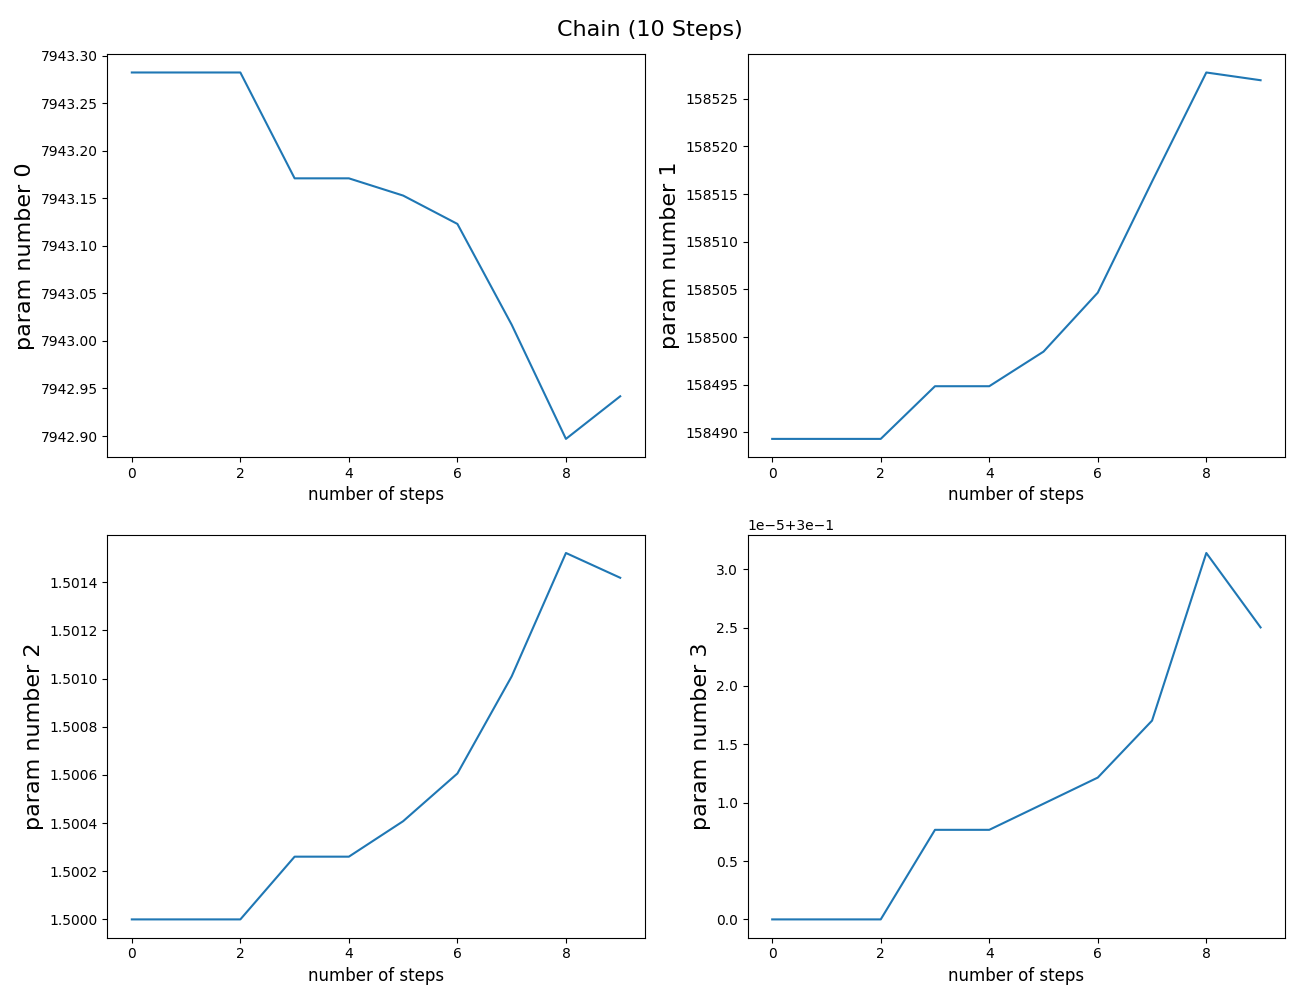 Chain (10 Steps)
7943.30
7943.25
7943.20
7943.15
7943.10
7943.05
7943.00
7942.95
7942.90
param number 0
0 2 4 6 8
number of steps
158525
158520
158515
158510
158505
158500
158495
158490
param number 1
0 2 4 6 8
number of steps
1.5014
1.5012
1.5010
1.5008
1.5006
1.5004
1.5002
1.5000
param number 2
0 2 4 6 8
number of steps
1e−5+3e−1
3.0
2.5
2.0
1.5
1.0
0.5
0.0
param number 3
0 2 4 6 8
number of steps